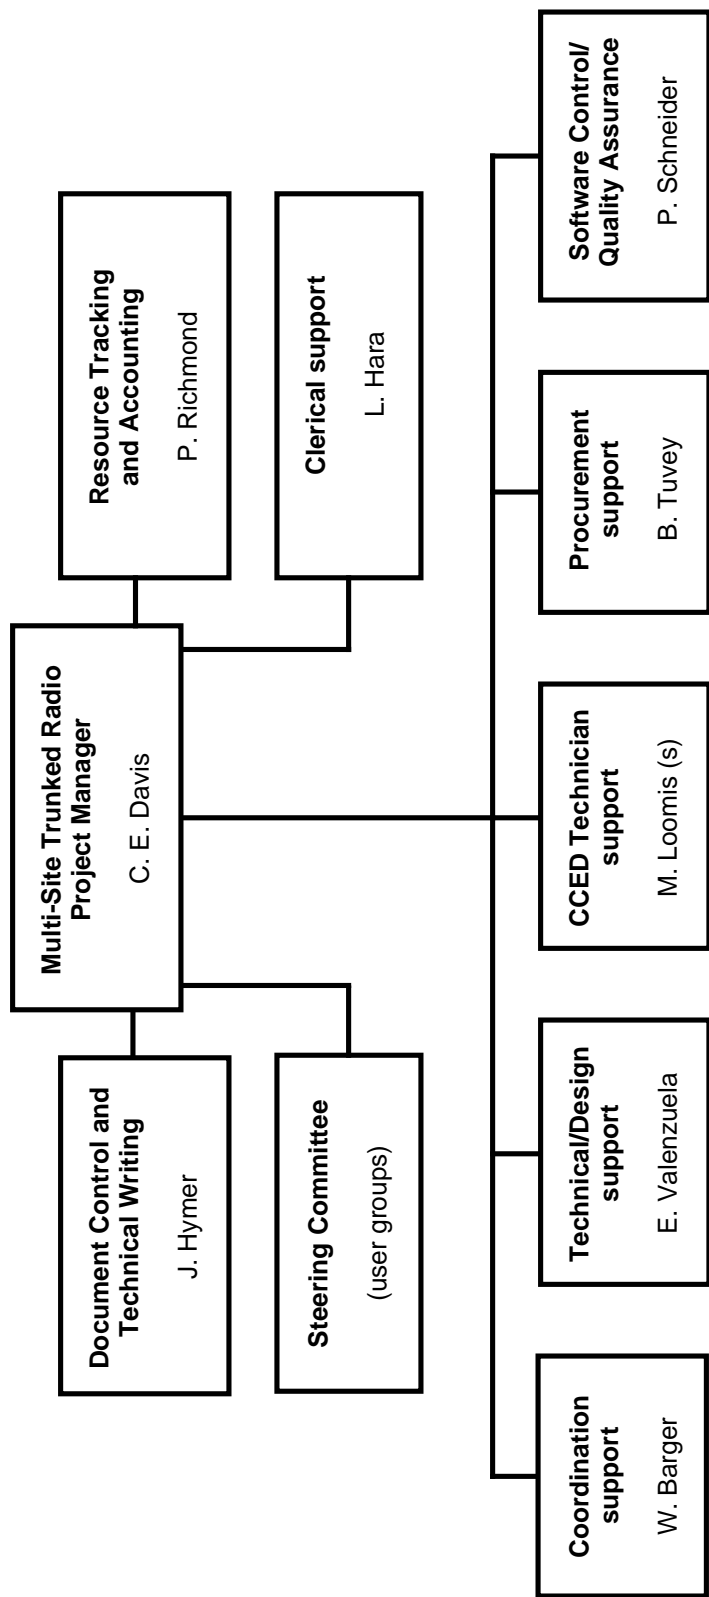 Multi-Site Trunked Radio
Project Manager
C. E. Davis
Document Control and
Technical Writing
J. Hymer
Resource Tracking
and Accounting
P. Richmond
Steering Committee
(user groups)
Clerical support
L. Hara
Coordination
support
W. Barger
Technical/Design
support
E. Valenzuela
CCED Technician
support
M. Loomis (s)
Procurement
support
B. Tuvey
Software Control/
Quality Assurance
P. Schneider